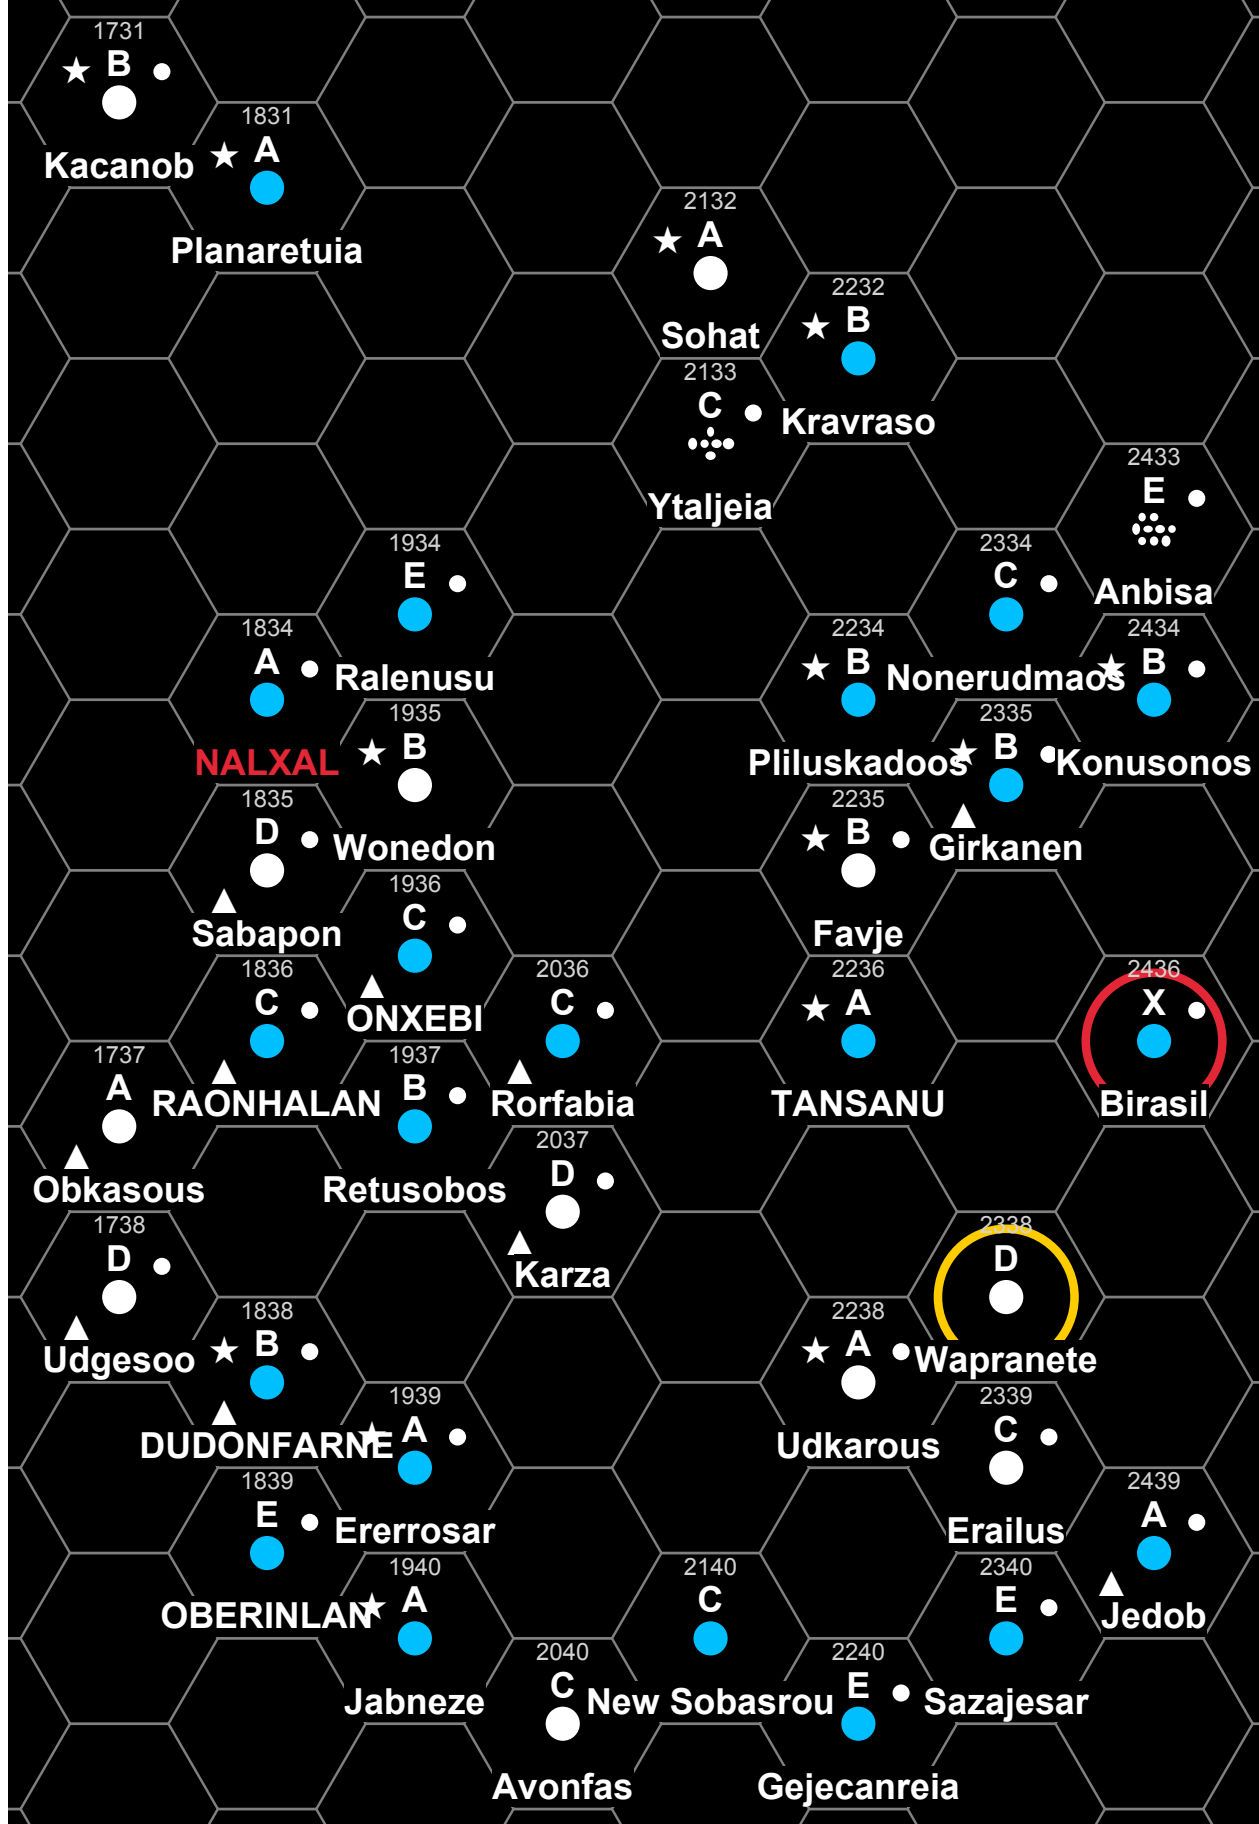 1731
B
Kacanob
1831
A
Planaretuia
2132
A
Sohat
2232
B
Kravraso
2133
C
Ytaljeia
2433
E
Anbisa
1934
E
Ralenusu
2334
C
Nonerudmaos
1834
A
NALXAL
2234
B
Pliluskadoos
2434
B
Konusonos
1935
B
Wonedon
2335
B
Girkanen
1835
D
Sabapon
2235
B
Favje
1936
C
ONXEBI
1836
C
RAONHALAN
2036
C
Rorfabia
2236
A
TANSANU
2436
X
Birasil
1737
A
Obkasous
1937
B
Retusobos
2037
D
Karza
1738
D
Udgesoo
2338
D
Wapranete
1838
B
DUDONFARNE
2238
A
Udkarous
1939
A
Ererrosar
2339
C
Erailus
1839
E
OBERINLAN
2439
A
Jedob
1940
A
Jabneze
2140
C
New Sobasrou
2340
E
Sazajesar
2040
C
Avonfas
2240
E
Gejecanreia